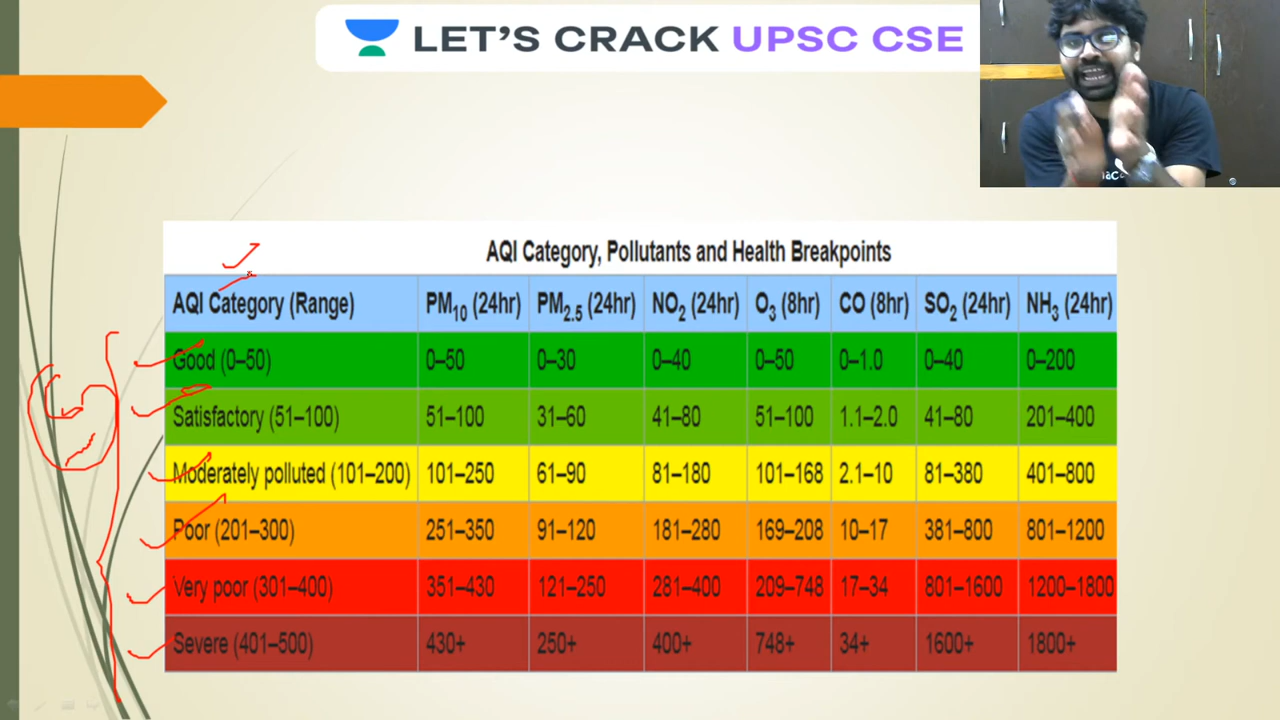 LET'S CRACK UPSC CSE
AQI Category, Pollutants and Health Breakpoints
AQI Category (Range) PM10 (24hr) PM2.5 (24hr) NO2 (24hr) O3 (8hr) CO (8hr) SO2 (24hr) NH3 (24hr)
Good (0–50) 0–50 0–30 0–40 0–50 0–1.0 0–40 0–200
Satisfactory (51–100) 51–100 31–60 41–80 51–100 1.1–2.0 41–80 201–400
Moderately polluted (101–200) 101–250 61–90 81–180 101–168 2.1–10 81–380 401–800
Poor (201–300) 251–350 91–120 181–280 169–208 10–17 381–800 801–1200
Very poor (301–400) 351–430 121–250 281–400 209–748 17–34 801–1600 1200–1800
Severe (401–500) 430+ 250+ 400+ 748+ 34+ 1600+ 1800+